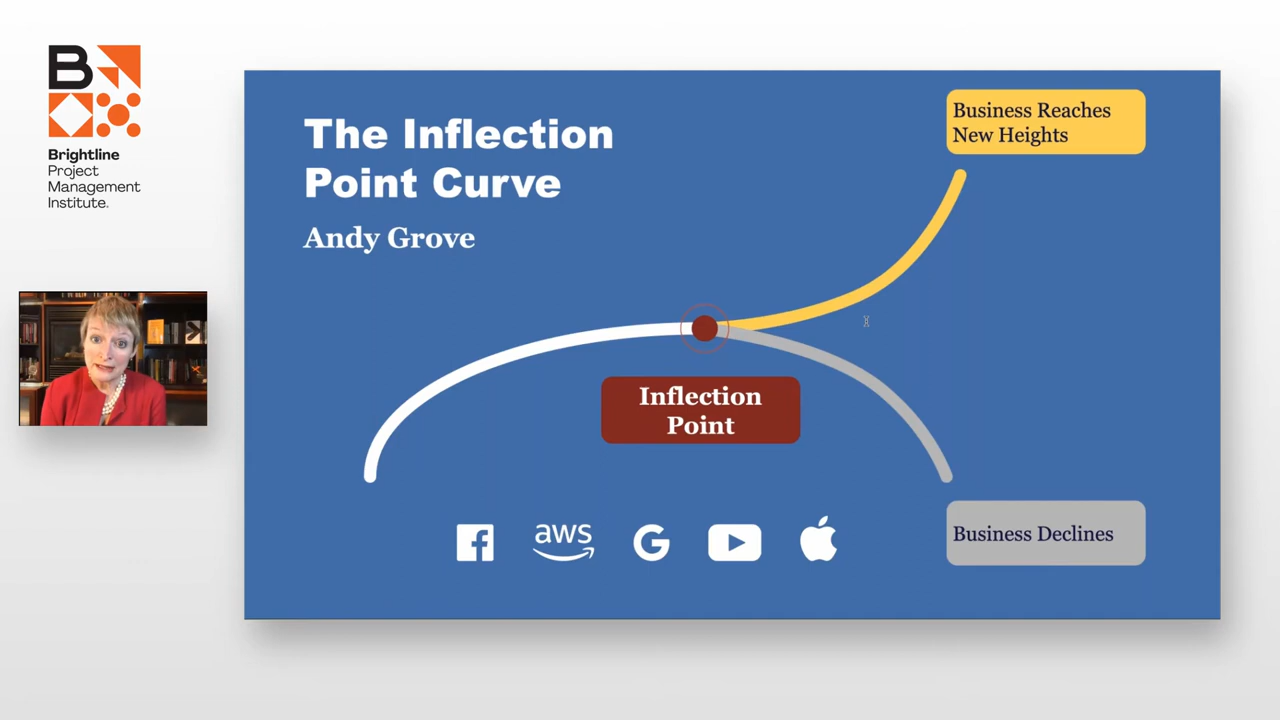 B
Brightline
Project
Management
Institute.
The Inflection
Point Curve
Andy Grove
Business Reaches
New Heights
Inflection
Point
Business Declines
f
aws
G